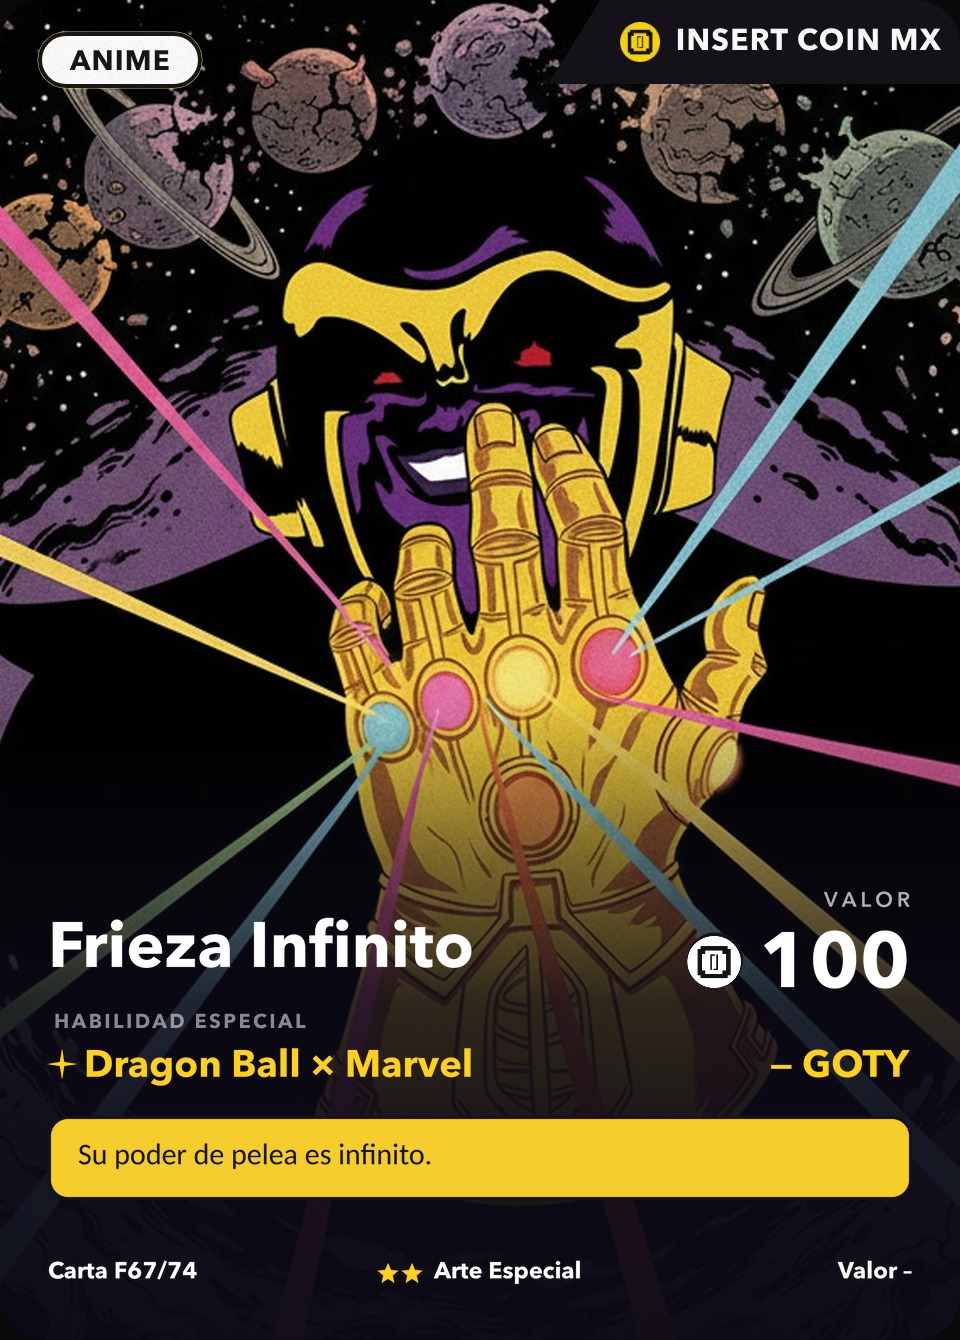 ANIME
INSERT COIN MX
VALOR
Frieza Infinito
100
HABILIDAD ESPECIAL
Dragon Ball × Marvel
– GOTY
Su poder de pelea es infinito.
Carta F67/74
★★ Arte Especial
Valor –